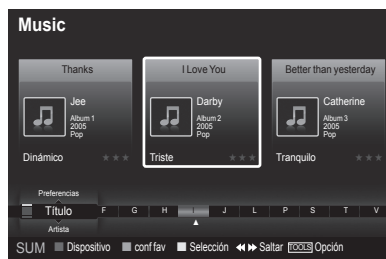 Music
Thanks
I Love You
Better than yesterday
Jee
Album 1
2005
Pop
Darby
Album 2
2005
Pop
Catherine
Album 3
2005
Pop
Dinámico
Triste
Tranquilo
Preferencias
Título F G H I J L P S T V
Artista
SUM Dispositivo conf fav Selección Saltar TOOLS Opción